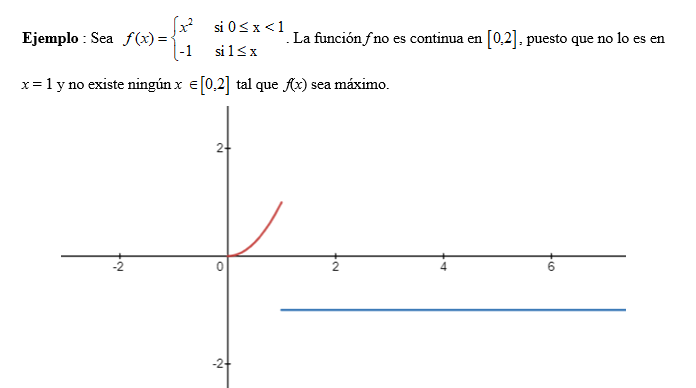 Ejemplo : Sea f(x) = { x² si 0 ≤ x < 1
-1 si 1 ≤ x . La función f no es continua en [0,2], puesto que no lo es en
x = 1 y no existe ningún x ∈[0,2] tal que f(x) sea máximo.
2
-2 0 2 4 6
-2